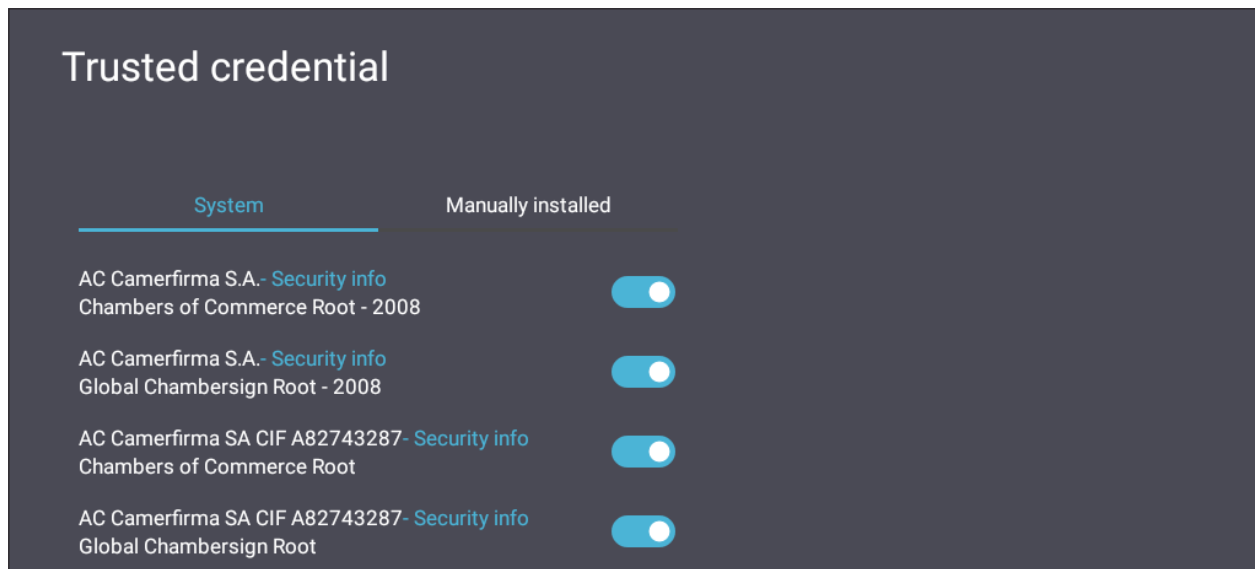 Trusted credential
System
Manually installed
AC Camerfirma S.A.- Security info
Chambers of Commerce Root - 2008
AC Camerfirma S.A.- Security info
Global Chambersign Root - 2008
AC Camerfirma SA CIF A82743287- Security info
Chambers of Commerce Root
AC Camerfirma SA CIF A82743287- Security info
Global Chambersign Root